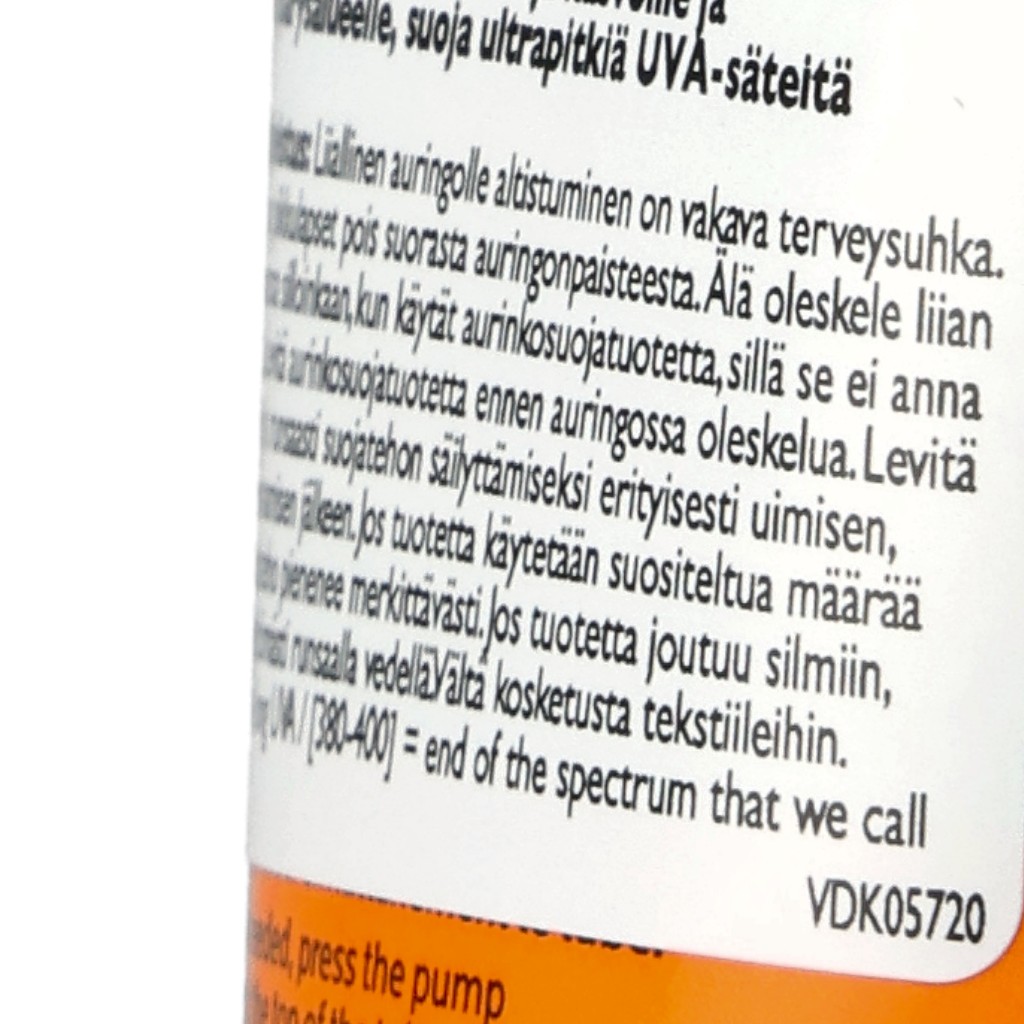 ja
suoja ultrapitkiä UVA-säteitä
Liiallinen auringolle altistuminen on vakava terveysuhka.
pois suorasta auringonpaisteesta. Älä oleskele liian
kun käytät aurinkosuojatuotetta, sillä se ei anna
aurinkosuojatuotetta ennen auringossa oleskelua. Levitä
runsaasti suojatehon säilyttämiseksi erityisesti uimisen,
jälkeen. Jos tuotetta käytetään suositeltua määrää
pienenee merkittävästi. Jos tuotetta joutuu silmiin,
runsaalla vedellä. Vältä kosketusta tekstiileihin.
UVA / [380-400] = end of the spectrum that we call
VDK05720
press the pump